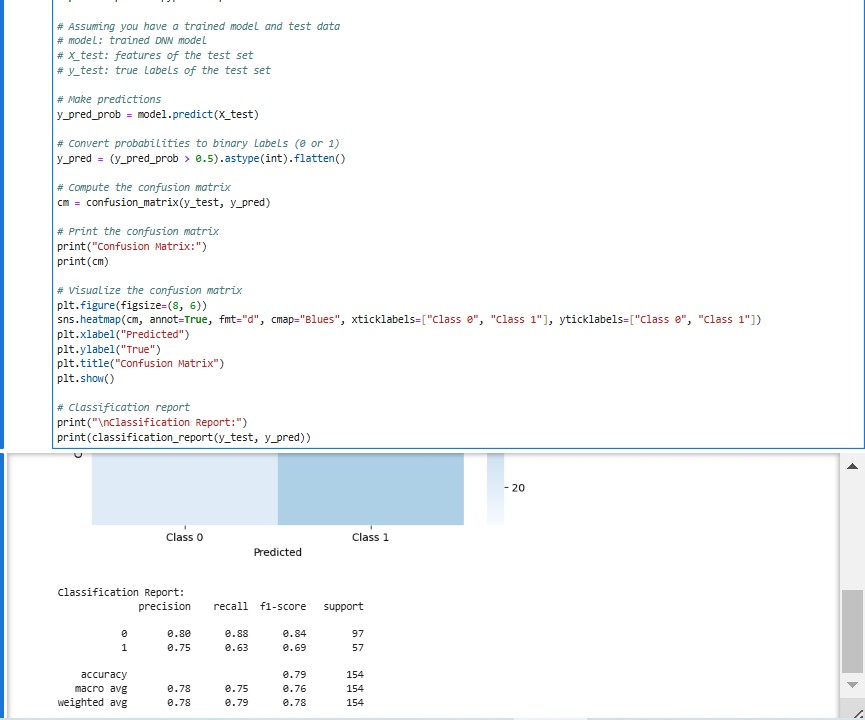 # Assuming you have a trained model and test data
# model: trained DNN model
# X_test: features of the test set
# y_test: true labels of the test set
# Make predictions
y_pred_prob = model.predict(X_test)
# Convert probabilities to binary labels (0 or 1)
y_pred = (y_pred_prob > 0.5).astype(int).flatten()
# Compute the confusion matrix
cm = confusion_matrix(y_test, y_pred)
# Print the confusion matrix
print("Confusion Matrix:")
print(cm)
# Visualize the confusion matrix
plt.figure(figsize=(8, 6))
sns.heatmap(cm, annot=True, fmt="d", cmap="Blues", xticklabels=["Class 0", "Class 1"], yticklabels=["Class 0", "Class 1"])
plt.xlabel("Predicted")
plt.ylabel("True")
plt.title("Confusion Matrix")
plt.show()
# Classification report
print("\nClassification Report:")
print(classification_report(y_test, y_pred))
20
Class 0 Class 1
Predicted
Classification Report:
precision recall f1-score support
0 0.80 0.88 0.84 97
1 0.75 0.63 0.69 57
accuracy 0.79 154
macro avg 0.78 0.75 0.76 154
weighted avg 0.78 0.79 0.78 154